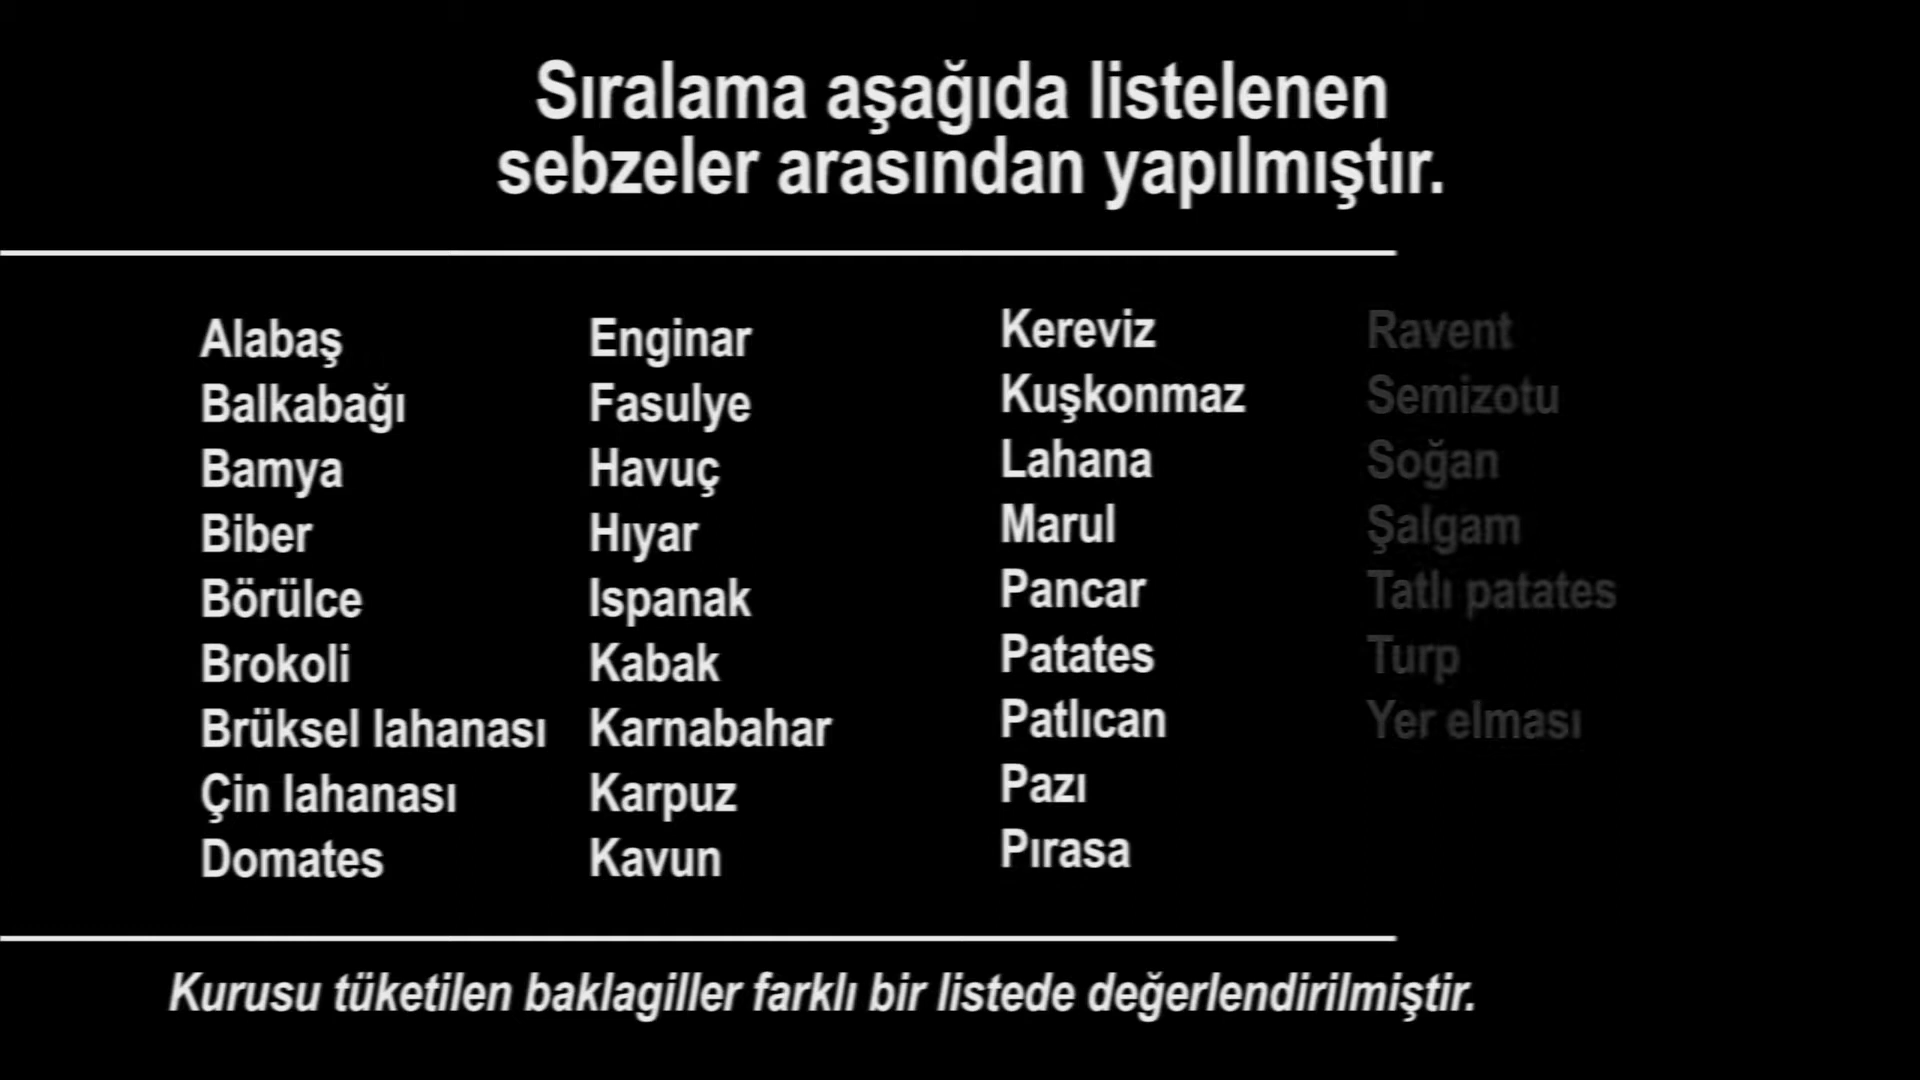 Sıralama aşağıda listelenen
sebzeler arasından yapılmıştır.
Alabaş
Balkabağı
Bamya
Biber
Börülce
Brokoli
Brüksel lahanası
Çin lahanası
Domates
Enginar
Fasulye
Havuç
Hıyar
Ispanak
Kabak
Karnabahar
Karpuz
Kavun
Kereviz
Kuşkonmaz
Lahana
Marul
Pancar
Patates
Patlıcan
Pazı
Pırasa
Ravent
Semizotu
Soğan
Şalgam
Tatlı patates
Turp
Yer elması
Kurusu tüketilen baklagiller farklı bir listede değerlendirilmiştir.